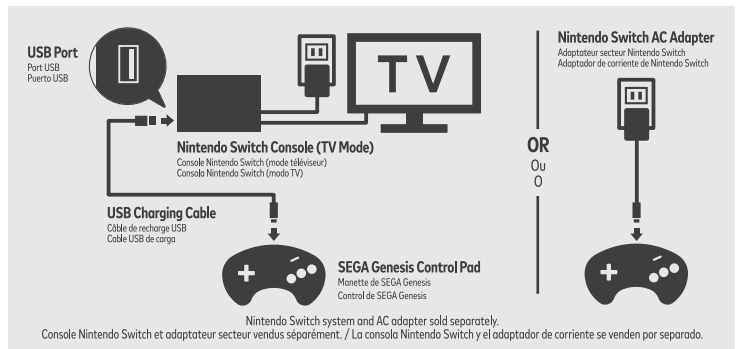 USB Port
Port USB
Puerto USB
TV
Nintendo Switch Console (TV Mode)
Console Nintendo Switch (mode téléviseur)
Consola Nintendo Switch (modo TV)
USB Charging Cable
Câble de recharge USB
Cable USB de carga
SEGA Genesis Control Pad
Manette de SEGA Genesis
Control de SEGA Genesis
OR
Ou
O
Nintendo Switch AC Adapter
Adaptateur secteur Nintendo Switch
Adaptador de corriente de Nintendo Switch
Nintendo Switch system and AC adapter sold separately.
Console Nintendo Switch et adaptateur secteur vendus séparément. / La consola Nintendo Switch y el adaptador de corriente se venden por separado.